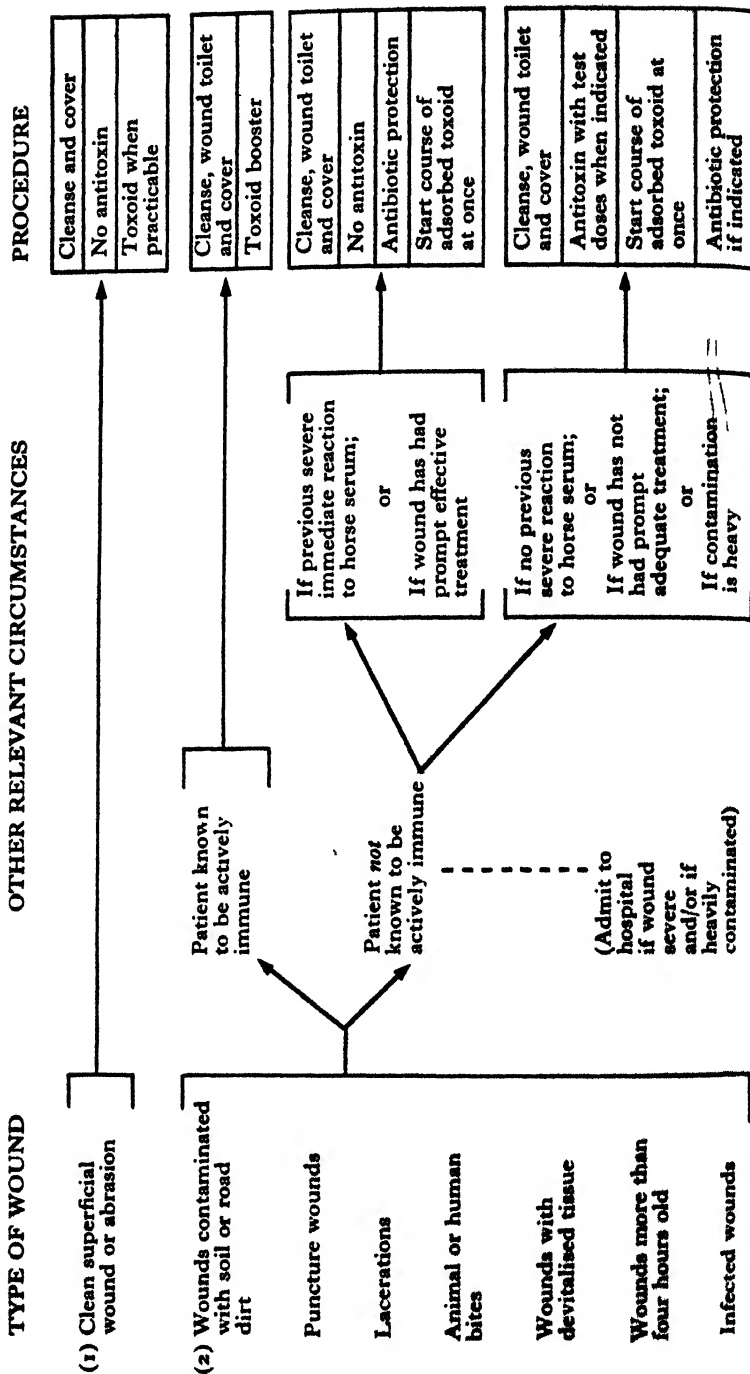 TYPE OF WOUND
OTHER RELEVANT CIRCUMSTANCES
PROCEDURE
(1) Clean superficial
wound or abrasion
Cleanse and cover
No antitoxin
Toxoid when
practicable
(2) Wounds contaminated
with soil or road
dirt
Puncture wounds
Lacerations
Animal or human
bites
Wounds with
devitalised tissue
Wounds more than
four hours old
Infected wounds
Patient known
to be actively
immune
Cleanse, wound toilet
and cover
Toxoid booster
Patient not
known to be
actively immune
(Admit to
hospital
if wound
severe
and/or if
heavily
contaminated)
If previous severe
immediate reaction
to horse serum;
or
If wound has had
prompt effective
treatment
Cleanse, wound toilet
and cover
No antitoxin
Antibiotic protection
Start course of
adsorbed toxoid
at once
If no previous
severe reaction
to horse serum;
or
If wound has not
had prompt
adequate treatment;
or
If contamination
is heavy
Cleanse, wound toilet
and cover
Antitoxin with test
doses when indicated
Start course of
adsorbed toxoid at
once
Antibiotic protection
if indicated